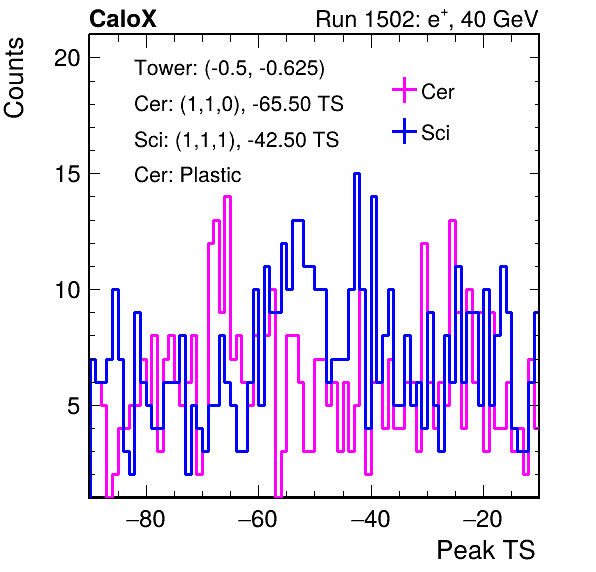 CaloX
Run 1502: e+, 40 GeV
Counts
20
15
10
5
Tower: (-0.5, -0.625)
Cer: (1,1,0), -65.50 TS
Sci: (1,1,1), -42.50 TS
Cer: Plastic
Cer
Sci
−80
−60
−40
−20
Peak TS